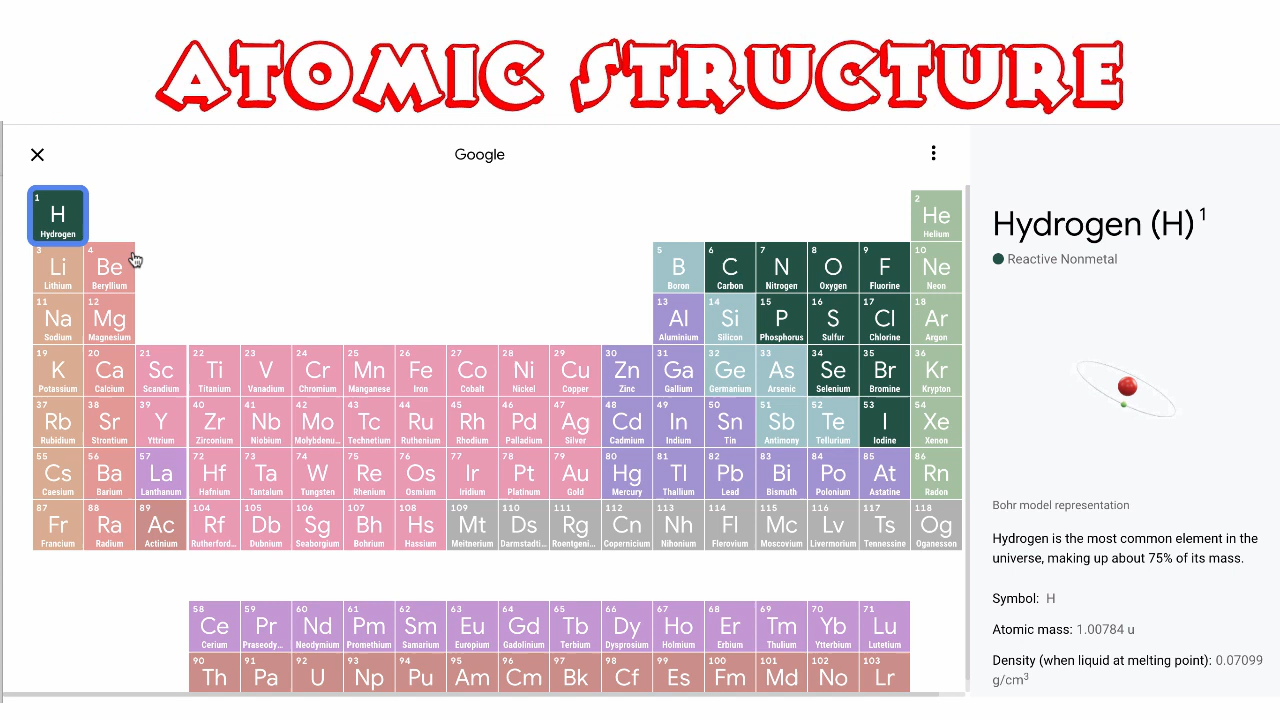 ATOMIC STRUCTURE
Google
1
H
Hydrogen
2
He
Helium
3
Li
Lithium
4
Be
Beryllium
5
B
Boron
6
C
Carbon
7
N
Nitrogen
8
O
Oxygen
9
F
Fluorine
10
Ne
Neon
11
Na
Sodium
12
Mg
Magnesium
13
Al
Aluminium
14
Si
Silicon
15
P
Phosphorus
16
S
Sulfur
17
Cl
Chlorine
18
Ar
Argon
19
K
Potassium
20
Ca
Calcium
21
Sc
Scandium
22
Ti
Titanium
23
V
Vanadium
24
Cr
Chromium
25
Mn
Manganese
26
Fe
Iron
27
Co
Cobalt
28
Ni
Nickel
29
Cu
Copper
30
Zn
Zinc
31
Ga
Gallium
32
Ge
Germanium
33
As
Arsenic
34
Se
Selenium
35
Br
Bromine
36
Kr
Krypton
37
Rb
Rubidium
38
Sr
Strontium
39
Y
Yttrium
40
Zr
Zirconium
41
Nb
Niobium
42
Mo
Molybdenu...
43
Tc
Technetium
44
Ru
Ruthenium
45
Rh
Rhodium
46
Pd
Palladium
47
Ag
Silver
48
Cd
Cadmium
49
In
Indium
50
Sn
Tin
51
Sb
Antimony
52
Te
Tellurium
53
I
Iodine
54
Xe
Xenon
55
Cs
Caesium
56
Ba
Barium
57
La
Lanthanum
72
Hf
Hafnium
73
Ta
Tantalum
74
W
Tungsten
75
Re
Rhenium
76
Os
Osmium
77
Ir
Iridium
78
Pt
Platinum
79
Au
Gold
80
Hg
Mercury
81
Tl
Thallium
82
Pb
Lead
83
Bi
Bismuth
84
Po
Polonium
85
At
Astatine
86
Rn
Radon
87
Fr
Francium
88
Ra
Radium
89
Ac
Actinium
104
Rf
Rutherford...
105
Db
Dubnium
106
Sg
Seaborgium
107
Bh
Bohrium
108
Hs
Hassium
109
Mt
Meitnerium
110
Ds
Darmstadti...
111
Rg
Roentgeni...
112
Cn
Copernicium
113
Nh
Nihonium
114
Fl
Flerovium
115
Mc
Moscovium
116
Lv
Livermorium
117
Ts
Tennessine
118
Og
Oganesson
58
Ce
Cerium
59
Pr
Praseody...
60
Nd
Neodymium
61
Pm
Promethium
62
Sm
Samarium
63
Eu
Europium
64
Gd
Gadolinium
65
Tb
Terbium
66
Dy
Dysprosium
67
Ho
Holmium
68
Er
Erbium
69
Tm
Thulium
70
Yb
Ytterbium
71
Lu
Lutetium
90
Th
91
Pa
92
U
93
Np
94
Pu
95
Am
96
Cm
97
Bk
98
Cf
99
Es
100
Fm
101
Md
102
No
103
Lr
Hydrogen (H)¹
Reactive Nonmetal
Bohr model representation
Hydrogen is the most common element in the
universe, making up about 75% of its mass.
Symbol: H
Atomic mass: 1.00784 u
Density (when liquid at melting point): 0.07099
g/cm³